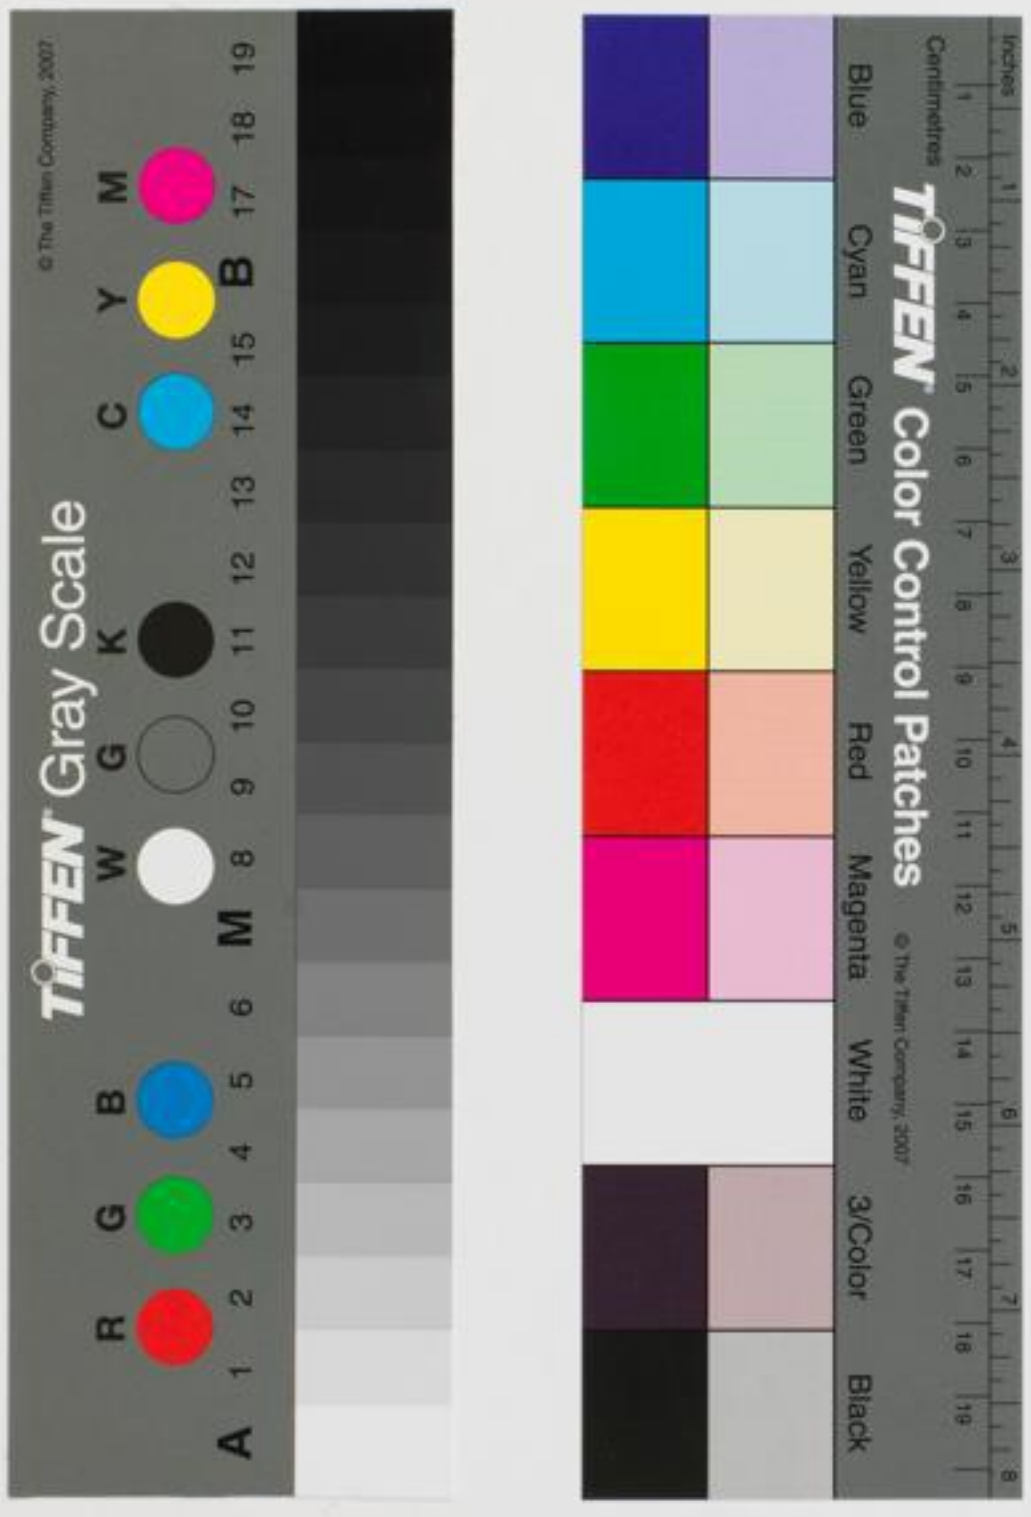 TIFFEN® Gray Scale
© The Tiffen Company, 2007
R G B W G K C Y M
A 1 2 3 4 5 6 M 8 9 10 11 12 13 14 15 B 17 18 19
Inches 1 2 3 4 5 6 7 8
Centimetres 1 2 3 4 5 6 7 8 9 10 11 12 13 14 15 16 17 18 19
TIFFEN® Color Control Patches
© The Tiffen Company, 2007
Blue Cyan Green Yellow Red Magenta White 3/Color Black